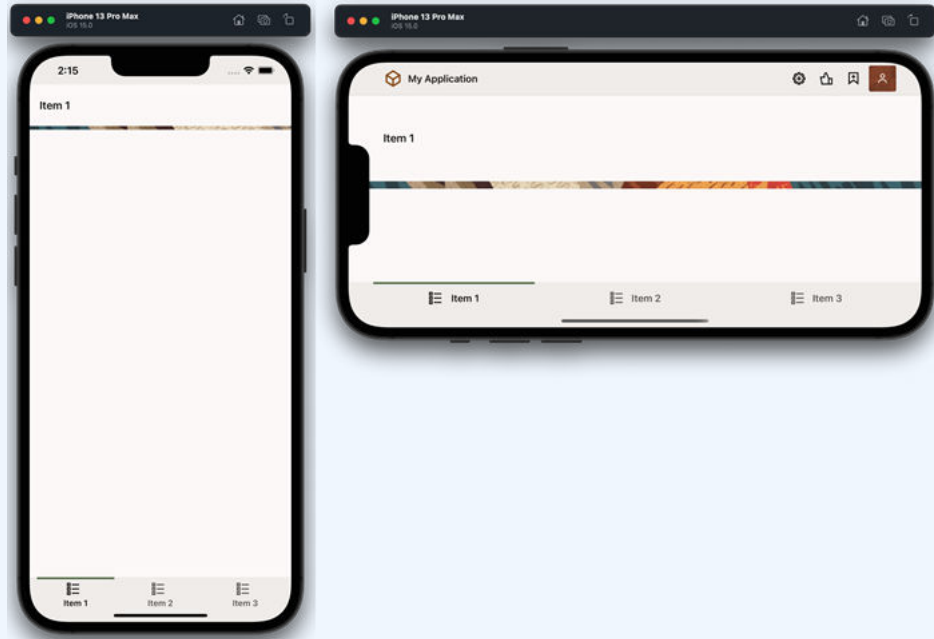 iPhone 13 Pro Max
iOS 15.0
2:15
Item 1
Item 1
Item 2
Item 3
iPhone 13 Pro Max
iOS 15.0
My Application
Item 1
Item 1
Item 2
Item 3